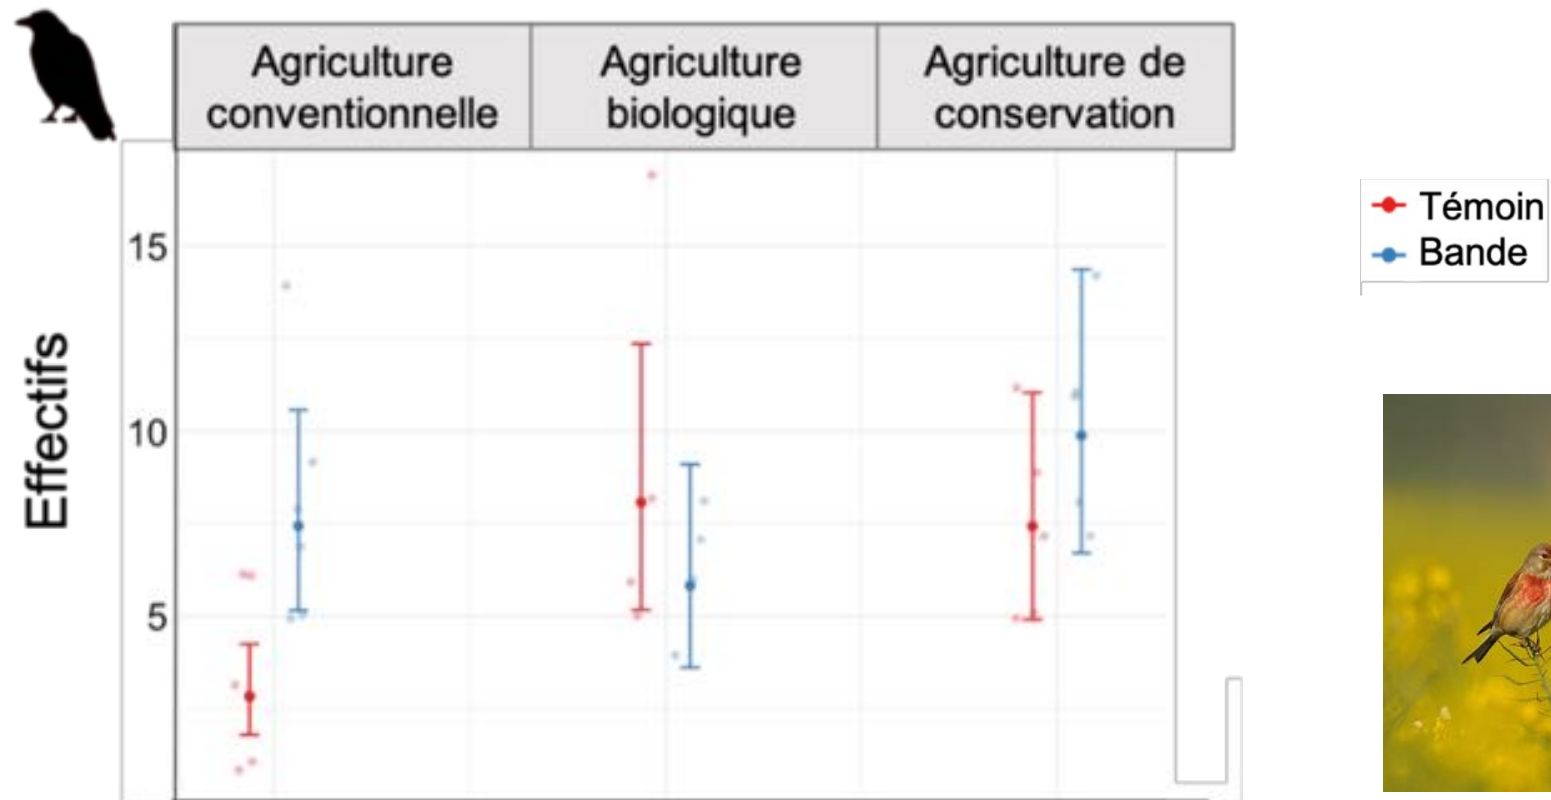 Agriculture
conventionnelle
Agriculture
biologique
Agriculture de
conservation
Témoin
Bande
15
10
5
Effectifs